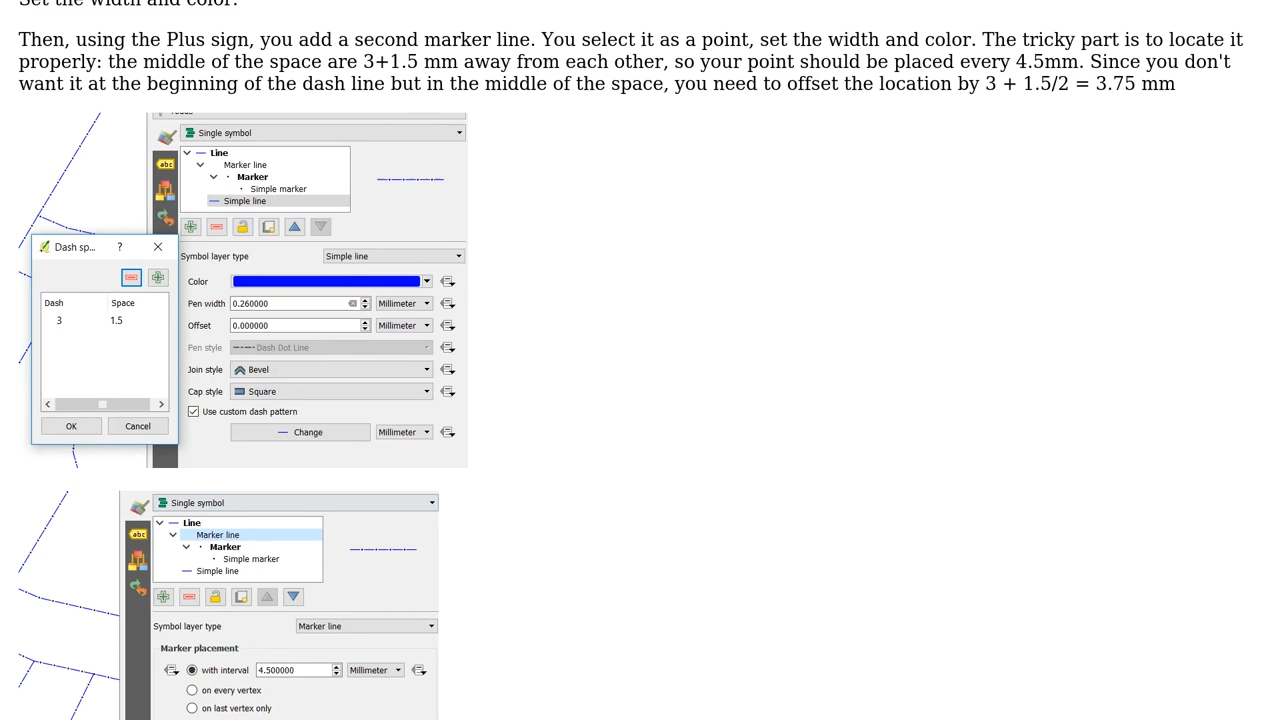 Set the width and color.
Then, using the Plus sign, you add a second marker line. You select it as a point, set the width and color. The tricky part is to locate it
properly: the middle of the space are 3+1.5 mm away from each other, so your point should be placed every 4.5mm. Since you don't
want it at the beginning of the dash line but in the middle of the space, you need to offset the location by 3 + 1.5/2 = 3.75 mm
Single symbol
Line
Marker line
Marker
Simple marker
Simple line
abc
Symbol layer type Simple line
Color
Pen width 0.260000 Millimeter
Offset 0.000000 Millimeter
Pen style Dash Dot Line
Join style Bevel
Cap style Square
Use custom dash pattern
Change Millimeter
Dash sp... ?
Dash Space
3 1.5
OK Cancel
Single symbol
Line
Marker line
Marker
Simple marker
Simple line
abc
Symbol layer type Marker line
Marker placement
with interval 4.500000 Millimeter
on every vertex
on last vertex only